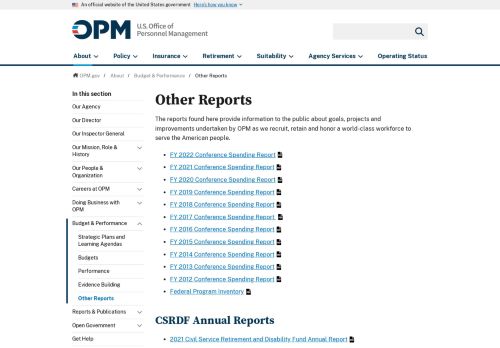 An official website of the United States government Here's how you know
OPM U.S. Office of
Personnel Management
About Policy Insurance Retirement Suitability Agency Services Operating Status
OPM.gov / About / Budget & Performance / Other Reports
In this section
Our Agency
Our Director
Our Inspector General
Our Mission, Role &
History
Our People &
Organization
Careers at OPM
Doing Business with
OPM
Budget & Performance
Strategic Plans and
Learning Agendas
Budgets
Performance
Evidence Building
Other Reports
Reports & Publications
Open Government
Get Help
Other Reports
The reports found here provide information to the public about goals, projects and
improvements undertaken by OPM as we recruit, retain and honor a world-class workforce to
serve the American people.
FY 2022 Conference Spending Report
FY 2021 Conference Spending Report
FY 2020 Conference Spending Report
FY 2019 Conference Spending Report
FY 2018 Conference Spending Report
FY 2017 Conference Spending Report
FY 2016 Conference Spending Report
FY 2015 Conference Spending Report
FY 2014 Conference Spending Report
FY 2013 Conference Spending Report
FY 2012 Conference Spending Report
Federal Program Inventory
CSRDF Annual Reports
2021 Civil Service Retirement and Disability Fund Annual Report